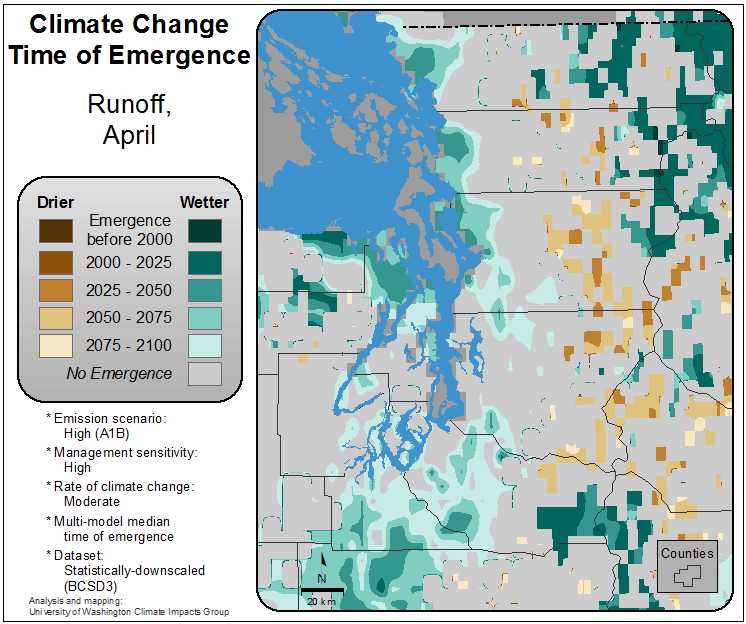 Climate Change
Time of Emergence
Runoff,
April
Drier
Wetter
Emergence
before 2000
2000 - 2025
2025 - 2050
2050 - 2075
2075 - 2100
No Emergence
* Emission scenario:
High (A1B)
* Management sensitivity:
High
* Rate of climate change:
Moderate
* Multi-model median
time of emergence
* Dataset:
Statistically-downscaled
(BCSD3)
Analysis and mapping:
University of Washington Climate Impacts Group
N
20 km
Counties